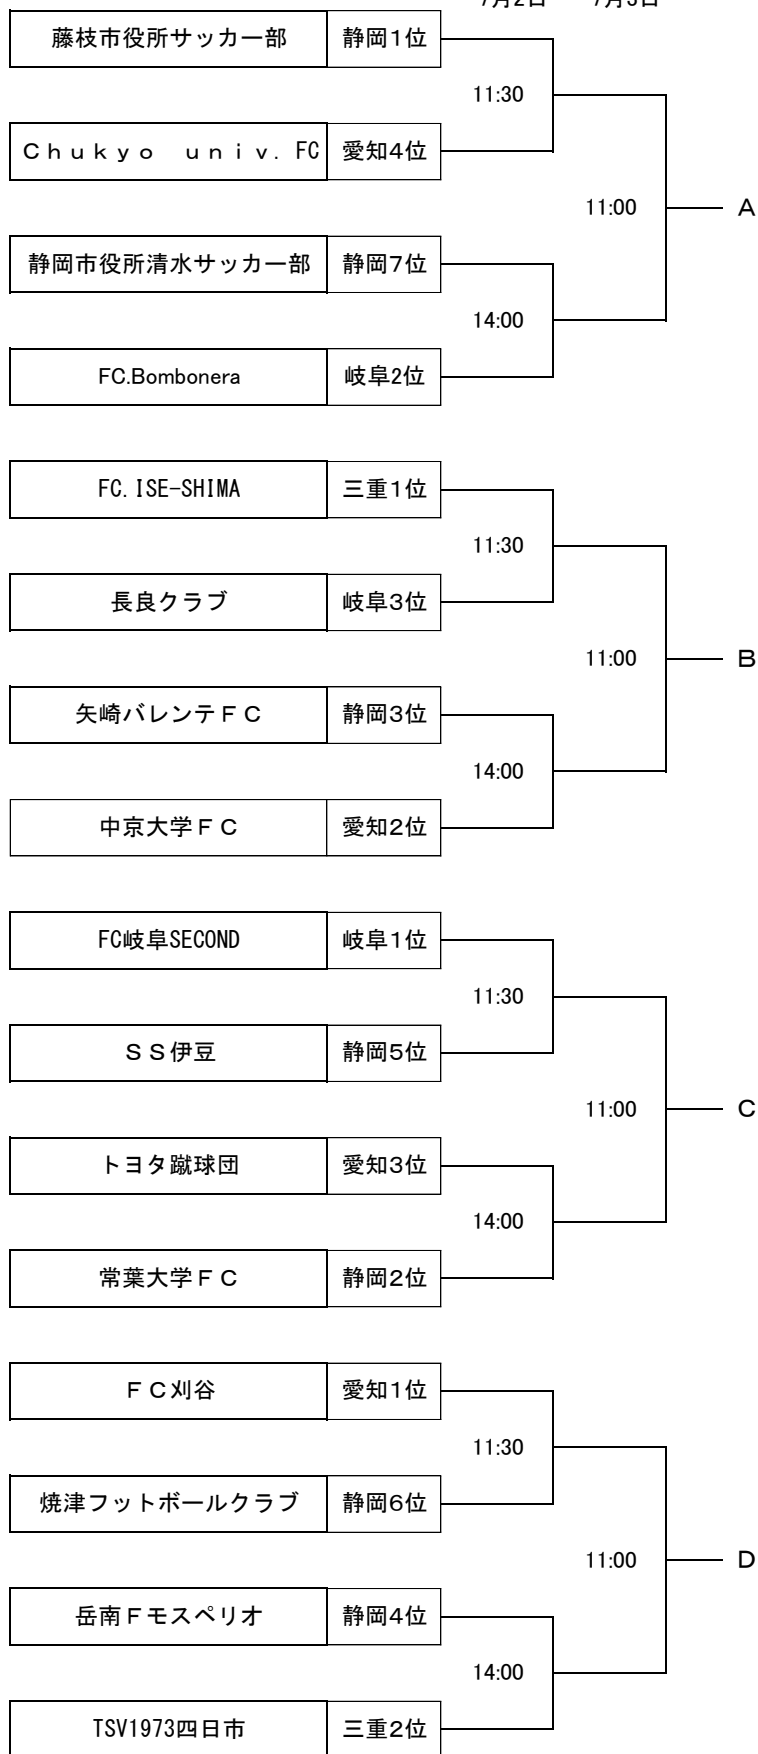 7月2日 7月3日
藤枝市役所サッカー部 静岡1位
11:30
Ｃｈｕｋｙｏ　ｕｎｉｖ．FC 愛知4位
11:00 A
静岡市役所清水サッカー部 静岡7位
14:00
FC.Bombonera 岐阜2位
FC.ISE-SHIMA 三重1位
11:30
長良クラブ 岐阜3位
11:00 B
矢崎バレンテＦＣ 静岡3位
14:00
中京大学ＦＣ 愛知2位
FC岐阜SECOND 岐阜1位
11:30
ＳＳ伊豆 静岡5位
11:00 C
トヨタ蹴球団 愛知3位
14:00
常葉大学ＦＣ 静岡2位
ＦＣ刈谷 愛知1位
11:30
焼津フットボールクラブ 静岡6位
11:00 D
岳南Ｆモスペリオ 静岡4位
14:00
TSV1973四日市 三重2位